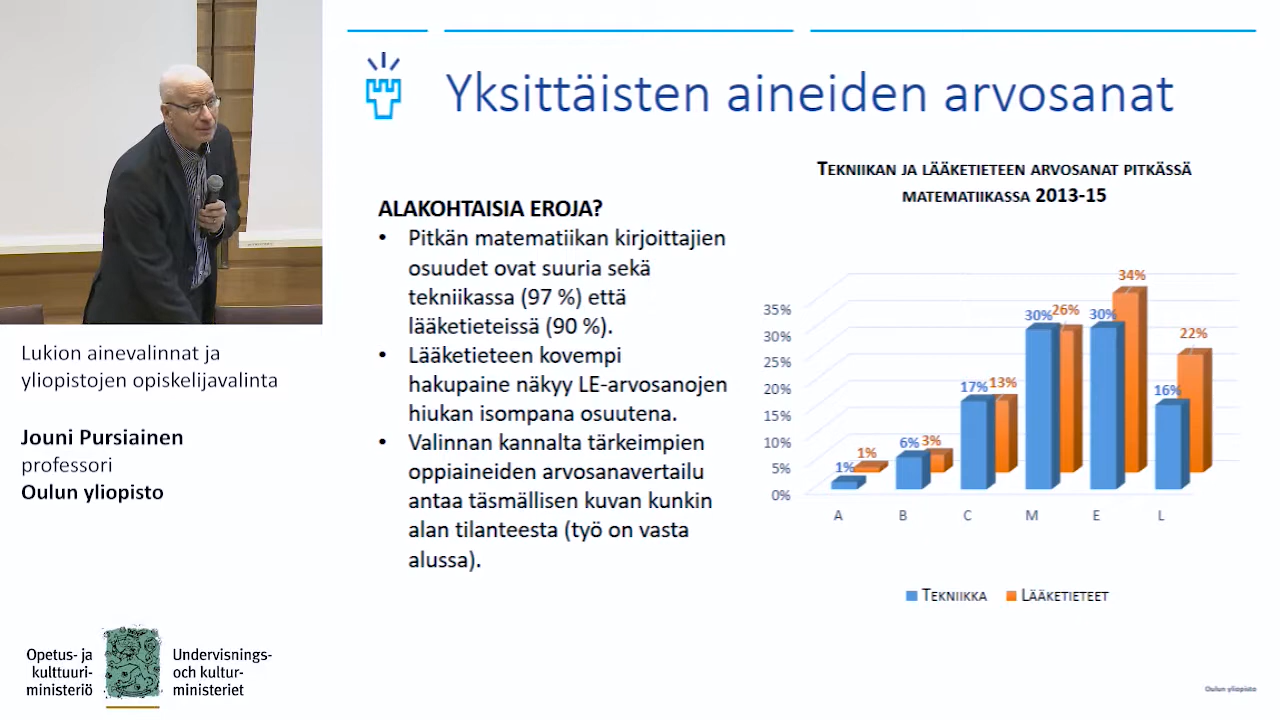 Yksittäisten aineiden arvosanat
ALAKOHTAISIA EROJA?
• Pitkän matematiikan kirjoittajien
osuudet ovat suuria sekä
tekniikassa (97 %) että
lääketieteissä (90 %).
• Lääketieteen kovempi
hakupaine näkyy LE-arvosanojen
hiukan isompana osuutena.
• Valinnan kannalta tärkeimpien
oppiaineiden arvosanavertailu
antaa täsmällisen kuvan kunkin
alan tilanteesta (työ on vasta
alussa).
TEKNIIKAN JA LÄÄKETIETEEN ARVOSANAT PITKÄSSÄ
MATEMATIIKASSA 2013-15
35%
30%
25%
20%
15%
10%
5%
0%
1% 1%
6% 3%
17% 13%
30% 26%
30% 34%
16% 22%
A B C M E L
TEKNIIKKA LÄÄKETIETEET
Lukion ainevalinnat ja
yliopistojen opiskelijavalinta
Jouni Pursiainen
professori
Oulun yliopisto
Opetus- ja
kulttuuri-
ministeriö
Undervisnings-
och kultur-
ministeriet
Oulun yliopisto